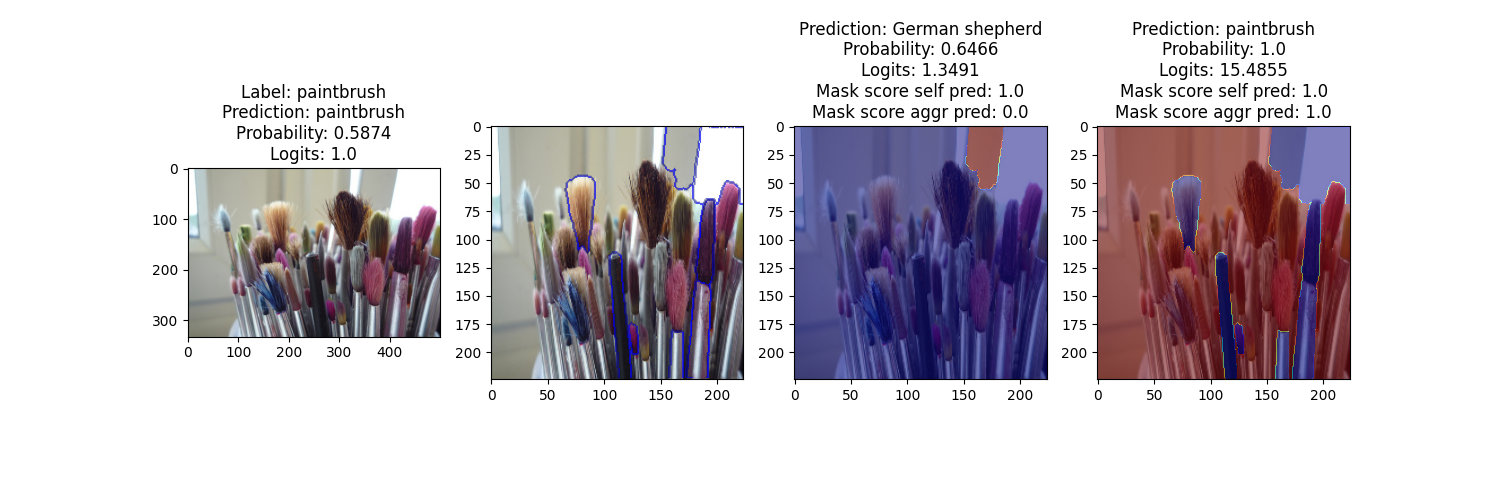 Label: paintbrush
Prediction: paintbrush
Probability: 0.5874
Logits: 1.0
0
100
200
300
0 100 200 300 400
0
25
50
75
100
125
150
175
200
0 50 100 150 200
Prediction: German shepherd
Probability: 0.6466
Logits: 1.3491
Mask score self pred: 1.0
Mask score aggr pred: 0.0
0
25
50
75
100
125
150
175
200
0 50 100 150 200
Prediction: paintbrush
Probability: 1.0
Logits: 15.4855
Mask score self pred: 1.0
Mask score aggr pred: 1.0
0
25
50
75
100
125
150
175
200
0 50 100 150 200